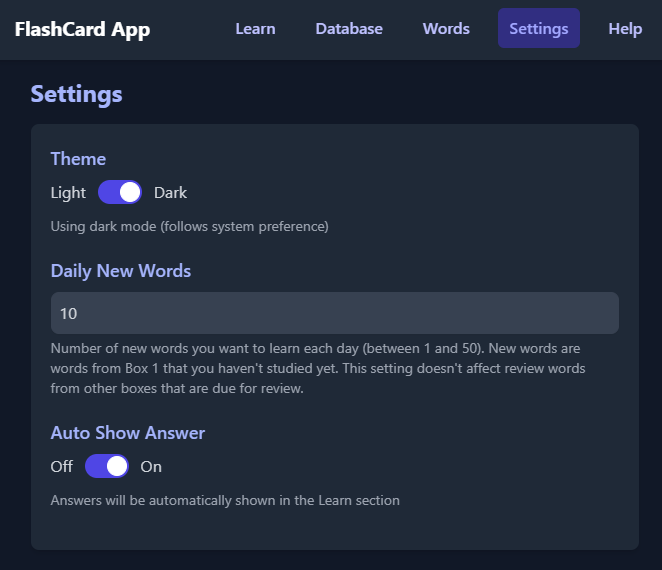 FlashCard App Learn Database Words Settings Help
Settings
Theme
Light Dark
Using dark mode (follows system preference)
Daily New Words
10
Number of new words you want to learn each day (between 1 and 50). New words are
words from Box 1 that you haven't studied yet. This setting doesn't affect review words
from other boxes that are due for review.
Auto Show Answer
Off On
Answers will be automatically shown in the Learn section